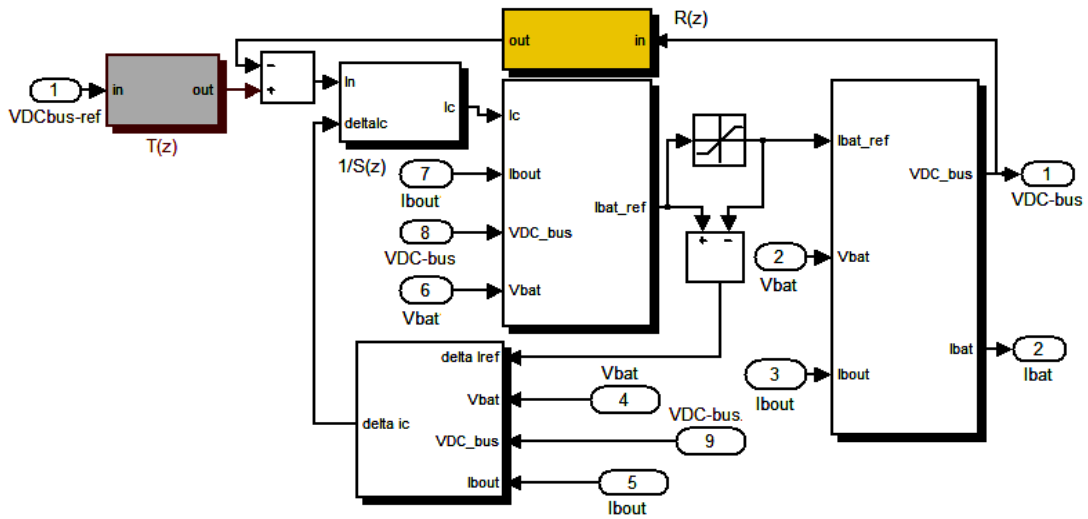 R(z)
out
in
-
+
1
VDCbus-ref
in
out
T(z)
In
deltaIc
Ic
1/S(z)
Ic
Ibout
VDC_bus
Vbat
Ibat_ref
7
Ibout
8
VDC-bus
6
Vbat
+
-
Ibat_ref
Vbat
Ibout
VDC_bus
Ibat
2
Vbat
3
Ibout
1
VDC-bus
2
Ibat
delta Iref
Vbat
VDC_bus
Ibout
delta ic
Vbat
4
VDC-bus.
9
5
Ibout